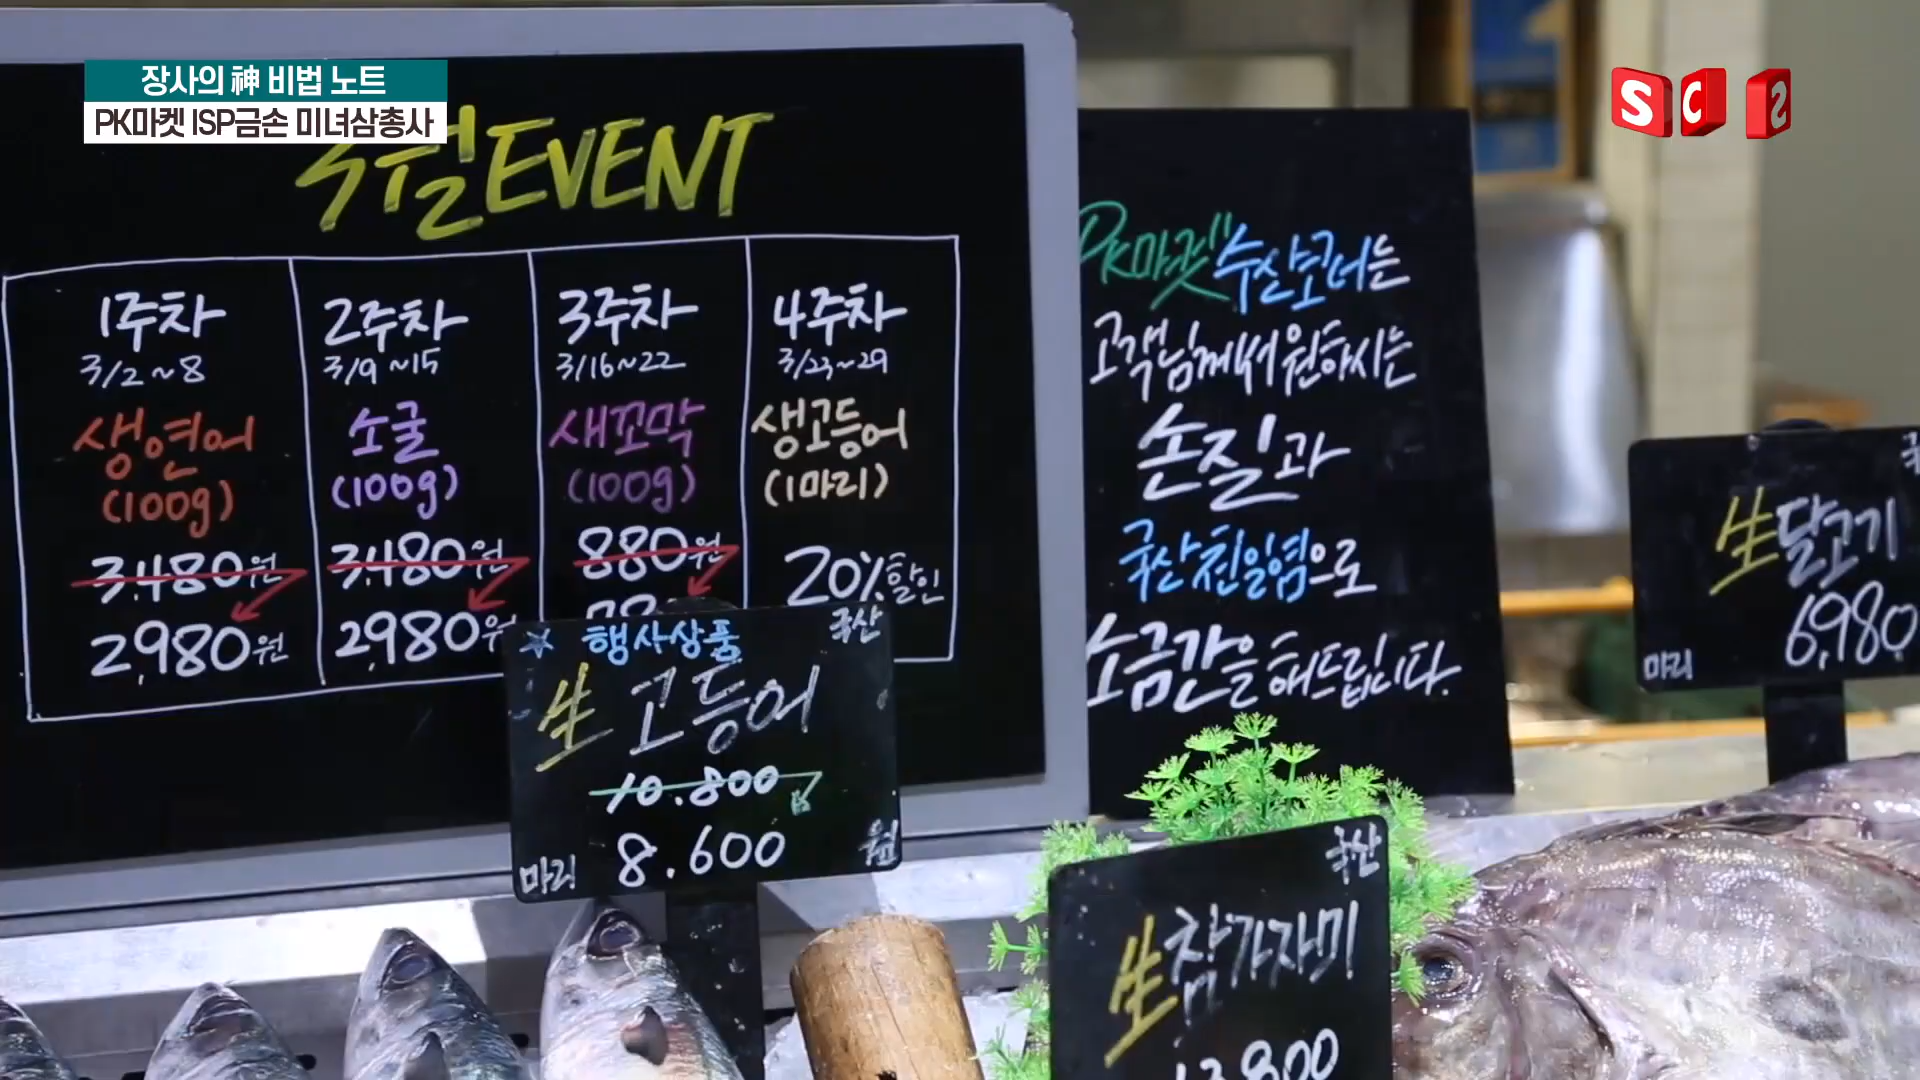 장사의 神 비법 노트
PK마켓 ISP금손 미녀삼총사
EVENT
1주차
3/2~8
생연어
(100g)
3,480원
2,980원
2주차
3/9~15
소굴
(100g)
3,480원
2,980원
3주차
3/16~22
새꼬막
(100g)
880원
4주차
3/23~29
생고등어
(1마리)
20%할인
PK마켓 수산코너는
고객님께서 원하시는
손질과
국산천일염으로
소금간을 해드립니다.
행사상품 국산
生 고등어
10.800
마리 8.600 원
生 달고기
마리 6,980
국산
生 참가자미
SC